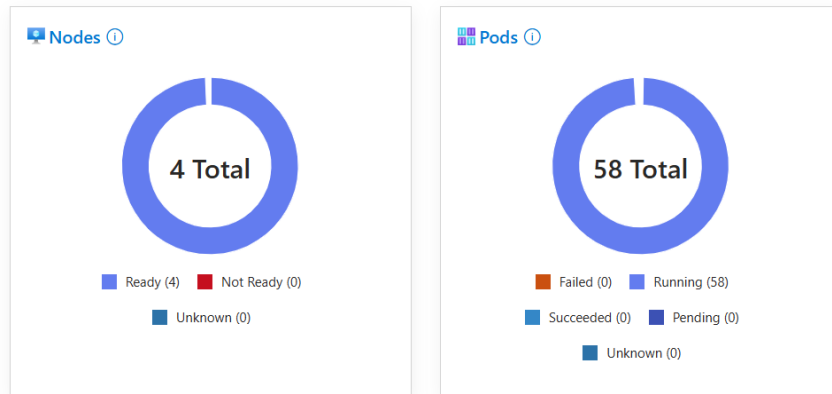 Nodes
4 Total
Ready (4) Not Ready (0)
Unknown (0)
Pods
58 Total
Failed (0) Running (58)
Succeeded (0) Pending (0)
Unknown (0)